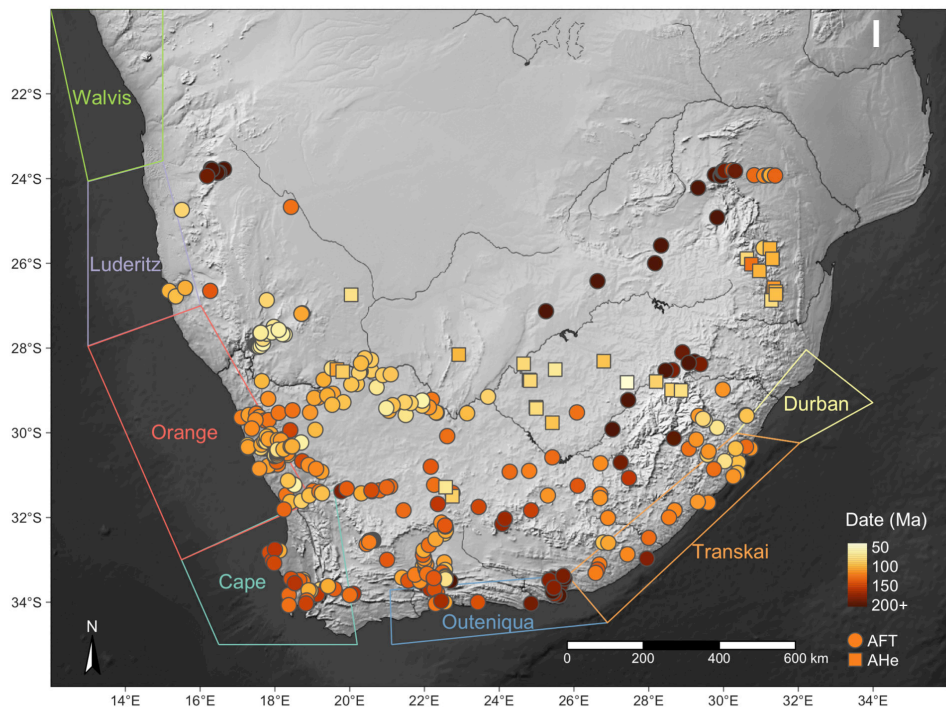 I
22°S
24°S
26°S
28°S
30°S
32°S
34°S
Walvis
Luderitz
Orange
Cape
Outeniqua
Transkai
Durban
Date (Ma)
50
100
150
200+
AFT
AHe
N
0 200 400 600 km
14°E 16°E 18°E 20°E 22°E 24°E 26°E 28°E 30°E 32°E 34°E